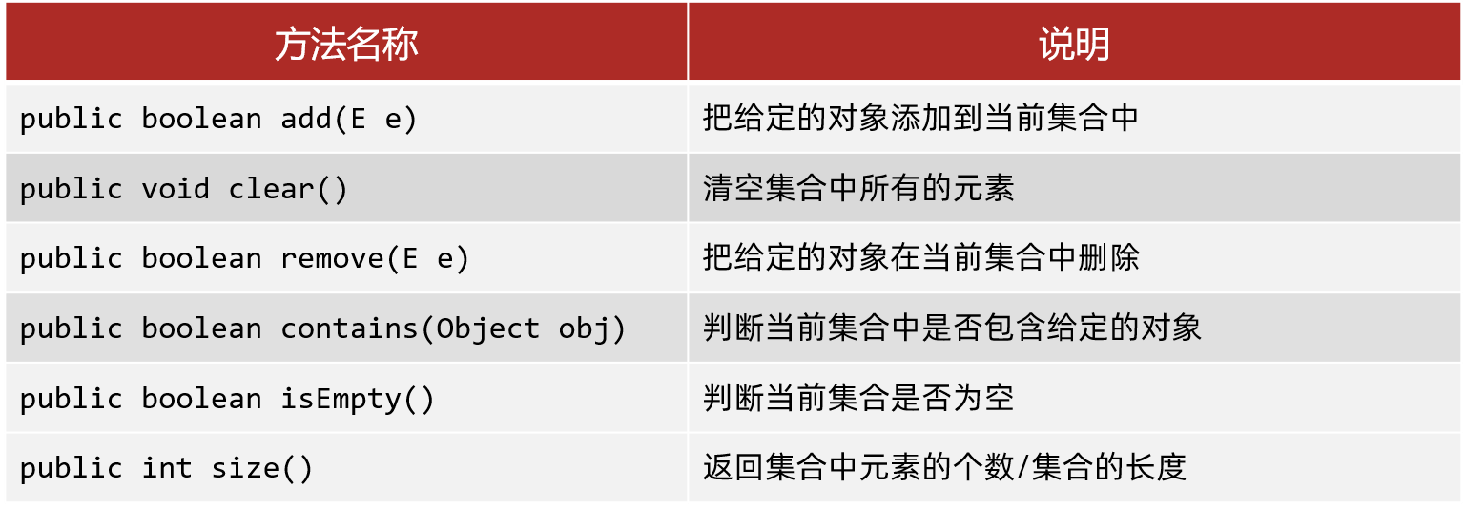 方法名称 说明
public boolean add(E e) 把给定的对象添加到当前集合中
public void clear() 清空集合中所有的元素
public boolean remove(E e) 把给定的对象在当前集合中删除
public boolean contains(Object obj) 判断当前集合中是否包含给定的对象
public boolean isEmpty() 判断当前集合是否为空
public int size() 返回集合中元素的个数/集合的长度